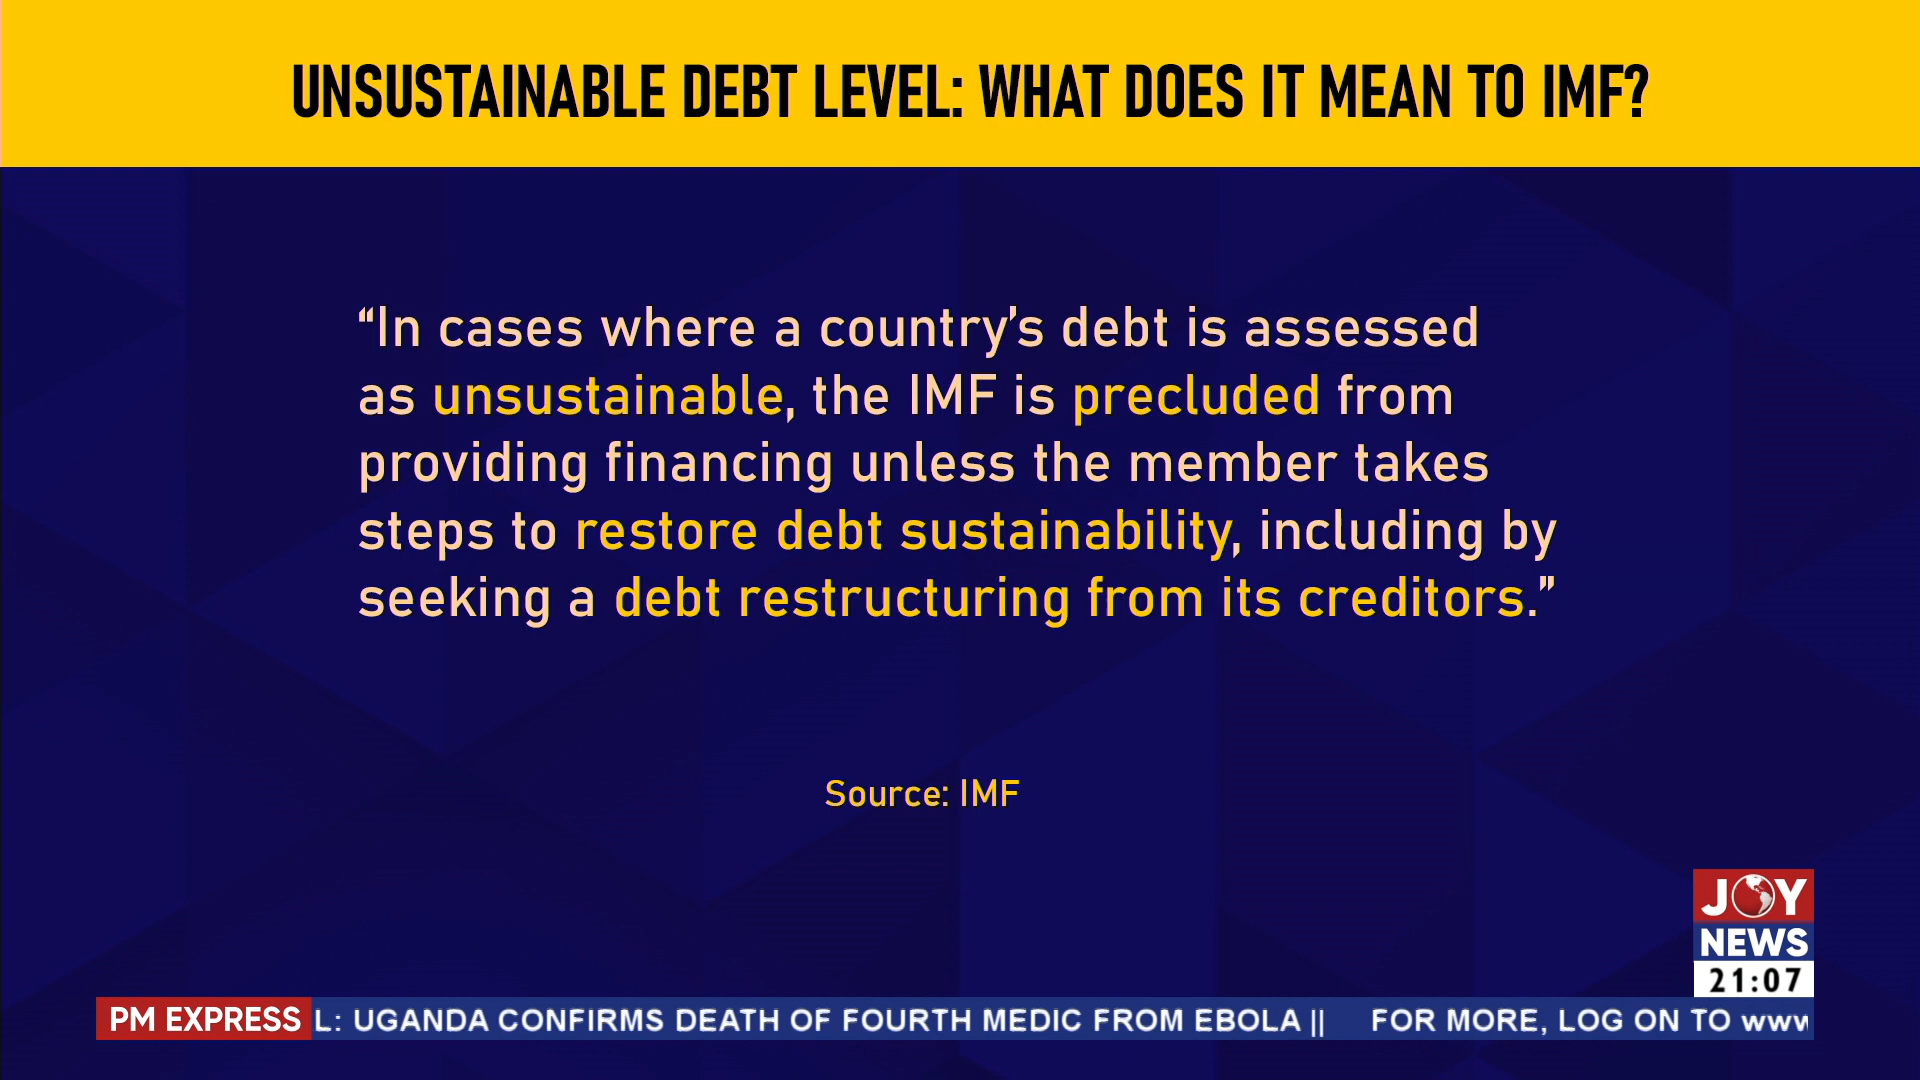 UNSUSTAINABLE DEBT LEVEL: WHAT DOES IT MEAN TO IMF?
“In cases where a country’s debt is assessed
as unsustainable, the IMF is precluded from
providing financing unless the member takes
steps to restore debt sustainability, including by
seeking a debt restructuring from its creditors.”
Source: IMF
JOY
NEWS
21:07
PM EXPRESS L: UGANDA CONFIRMS DEATH OF FOURTH MEDIC FROM EBOLA || FOR MORE, LOG ON TO www